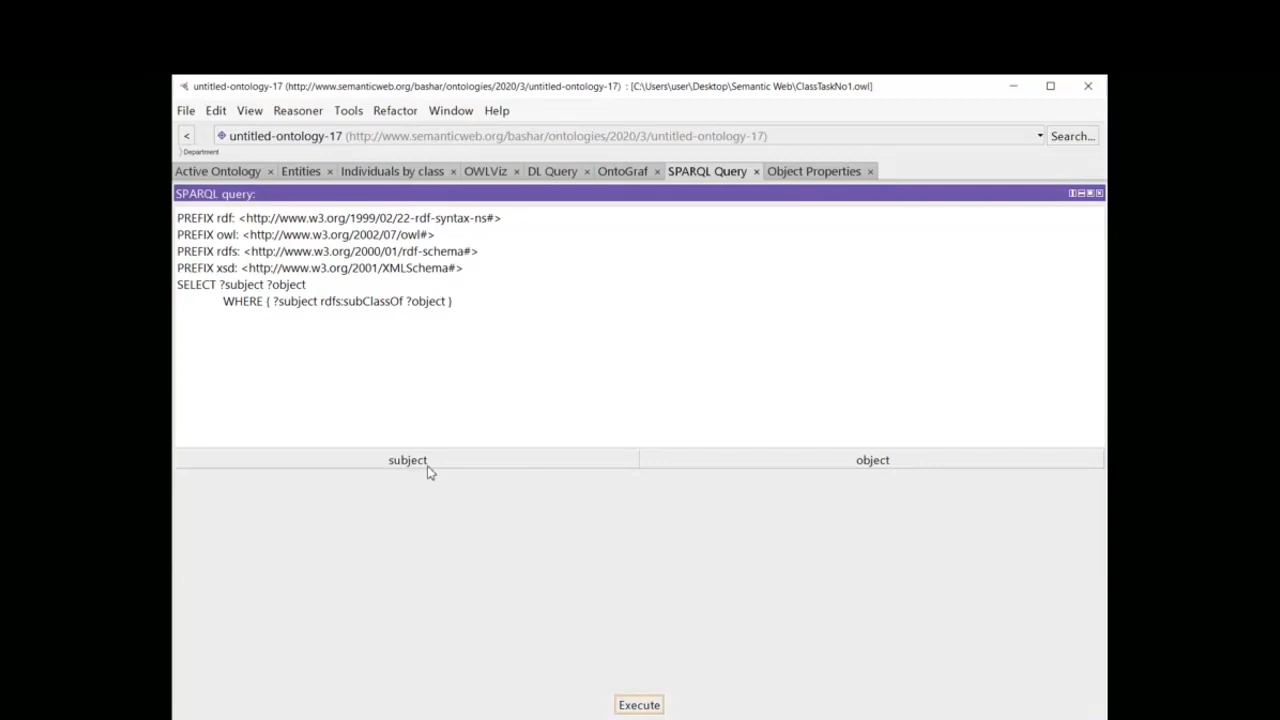 untitled-ontology-17 (http://www.semanticweb.org/bashar/ontologies/2020/3/untitled-ontology-17) : [C:\Users\user\Desktop\Semantic Web\ClassTaskNo1.owl]
File Edit View Reasoner Tools Refactor Window Help
< untitled-ontology-17 (http://www.semanticweb.org/bashar/ontologies/2020/3/untitled-ontology-17) Search...
Department
Active Ontology × Entities × Individuals by class × OWLViz × DL Query × OntoGraf × SPARQL Query × Object Properties ×
SPARQL query:
PREFIX rdf: <http://www.w3.org/1999/02/22-rdf-syntax-ns#>
PREFIX owl: <http://www.w3.org/2002/07/owl#>
PREFIX rdfs: <http://www.w3.org/2000/01/rdf-schema#>
PREFIX xsd: <http://www.w3.org/2001/XMLSchema#>
SELECT ?subject ?object
WHERE { ?subject rdfs:subClassOf ?object }
subject object
Execute